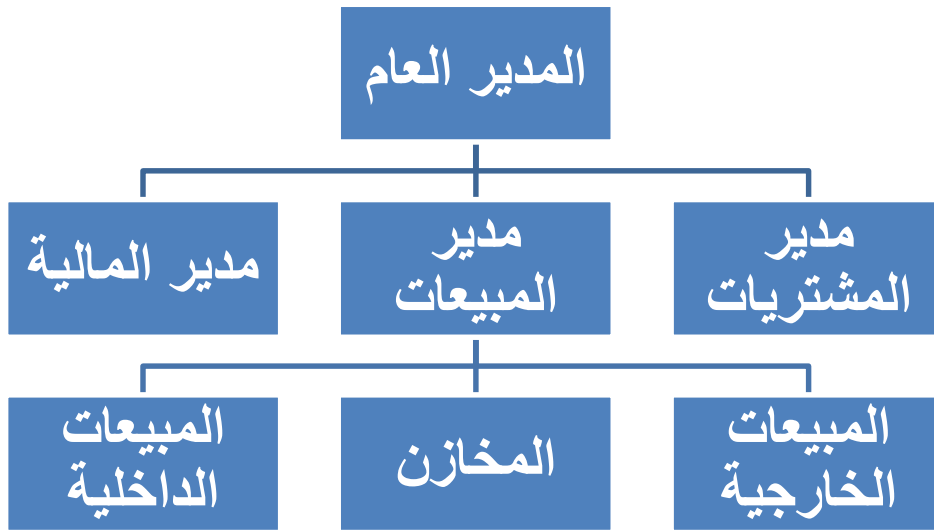 المدير العام
مدير
المشتريات
مدير
المبيعات
مدير المالية
المبيعات
الخارجية
المخازن
المبيعات
الداخلية